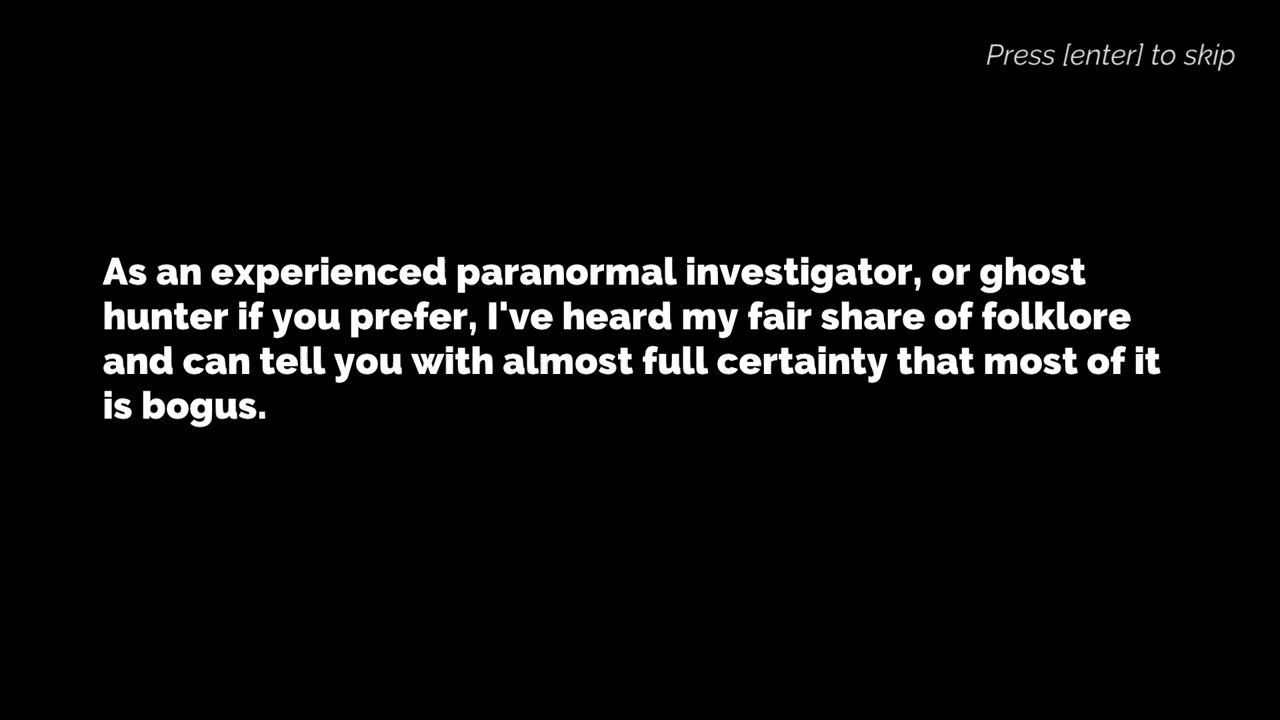 Press [enter] to skip
As an experienced paranormal investigator, or ghost
hunter if you prefer, I've heard my fair share of folklore
and can tell you with almost full certainty that most of it
is bogus.